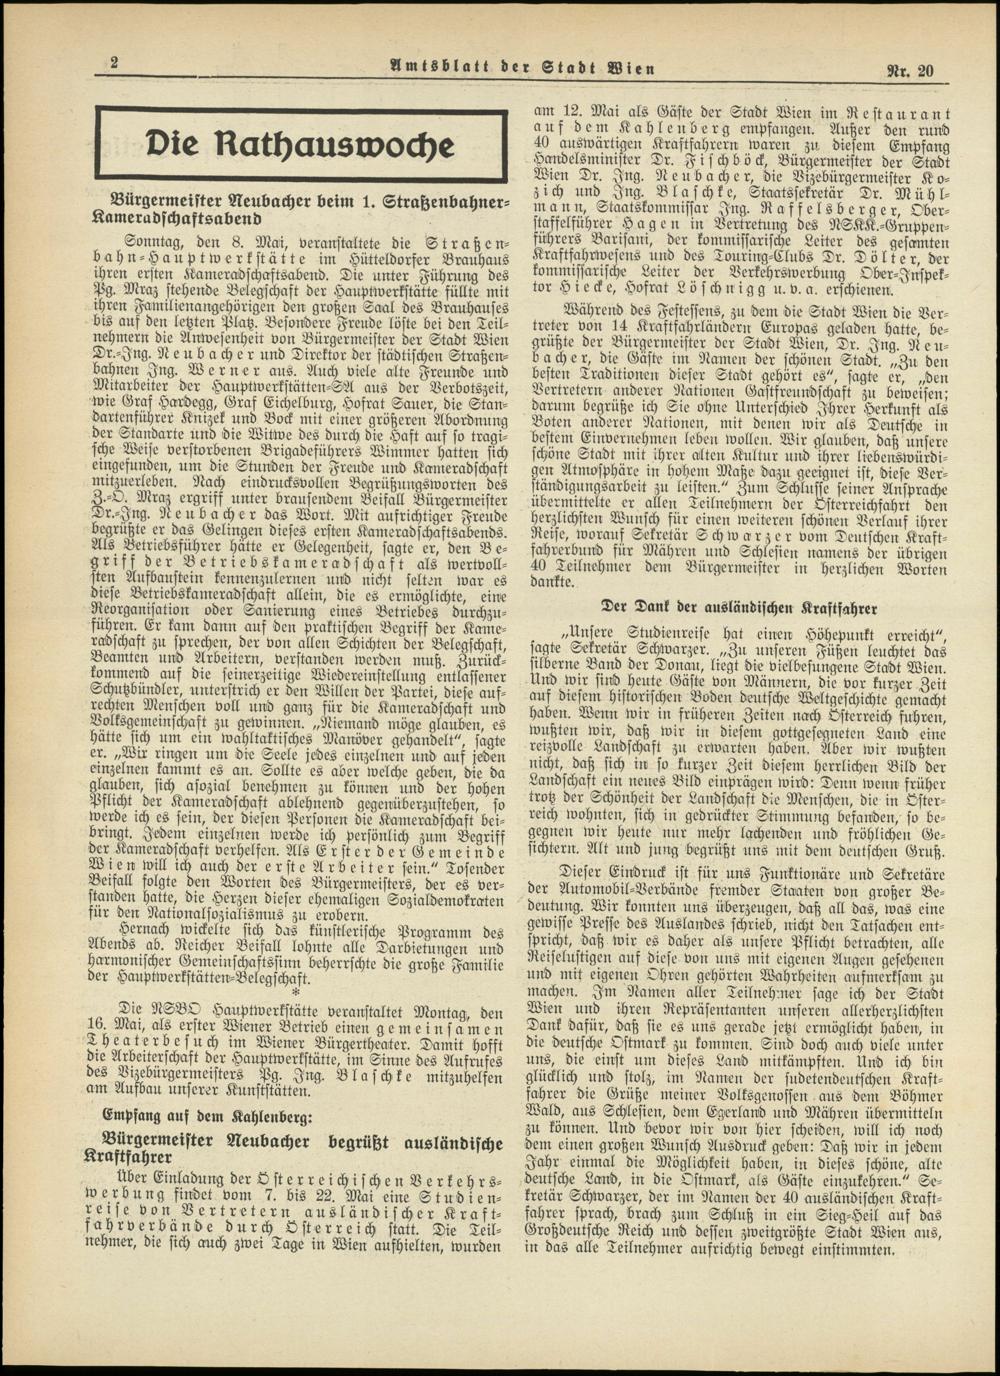 2
Amtsblatt der Stadt Wien
Nr. 20
Die Rathauswoche
Bürgermeister Neubacher beim 1. Straßenbahner-
Kameradschaftsabend
Sonntag, den 8. Mai, veranstaltete die Straßen-
bahn-Hauptwerkstätte im Hütteldorfer Brauhaus
ihren ersten Kameradschaftsabend. Die unter Führung des
Pg. Mraz stehende Belegschaft der Hauptwerkstätte füllte mit
ihren Familienangehörigen den großen Saal des Brauhauses
bis auf den letzten Platz. Besondere Freude löste bei den Teil-
nehmern die Anwesenheit von Bürgermeister der Stadt Wien
Dr.-Ing. Neubacher und Direktor der städtischen Straßen-
bahnen Ing. Werner aus. Auch viele alte Freunde und
Mitarbeiter der Hauptwerkstätten-SA aus der Verbotszeit,
wie Graf Hardegg, Graf Eichelburg, Hofrat Sauer, die Stan-
dartenführer Knizek und Bock mit einer größeren Abordnung
der Standarte und die Witwe des durch die Haft auf so tragi-
sche Weise verstorbenen Brigadeführers Wimmer hatten sich
eingefunden, um die Stunden der Freude und Kameradschaft
mitzuerleben. Nach eindrucksvollen Begrüßungsworten des
Z.-O. Mraz ergriff unter brausendem Beifall Bürgermeister
Dr.-Ing. Neubacher das Wort. Mit aufrichtiger Freude
begrüßte er das Gelingen dieses ersten Kameradschaftsabends.
Als Betriebsführer hätte er Gelegenheit, sagte er, den Be-
griff der Betriebskameradschaft als wertvoll-
sten Aufbaustein kennenzulernen und nicht selten war es
diese Betriebskameradschaft allein, die es ermöglichte, eine
Reorganisation oder Sanierung eines Betriebes durchzu-
führen. Er kam dann auf den praktischen Begriff der Kame-
radschaft zu sprechen, der von allen Schichten der Belegschaft,
Beamten und Arbeitern, verstanden werden muß. Zurück-
kommend auf die seinerzeitige Wiedereinstellung entlassener
Schutzbündler, unterstrich er den Willen der Partei, diese auf-
rechten Menschen voll und ganz für die Kameradschaft und
Volksgemeinschaft zu gewinnen. „Niemand möge glauben, es
hätte sich um ein wahltaktisches Manöver gehandelt“, sagte
er. „Wir ringen um die Seele jedes einzelnen und auf jeden
einzelnen kammt es an. Sollte es aber welche geben, die da
glauben, sich asozial benehmen zu können und der hohen
Pflicht der Kameradschaft ablehnend gegenüberzustehen, so
werde ich es sein, der diesen Personen die Kameradschaft bei-
bringt. Jedem einzelnen werde ich persönlich zum Begriff
der Kameradschaft verhelfen. Als Erster der Gemeinde
Wien will ich auch der erste Arbeiter sein.“ Tosender
Beifall folgte den Worten des Bürgermeisters, der es ver-
standen hatte, die Herzen dieser ehemaligen Sozialdemokraten
für den Nationalsozialismus zu erobern.
Hernach wickelte sich das künstlerische Programm des
Abends ab. Reicher Beifall lohnte alle Darbietungen und
harmonischer Gemeinschaftssinn beherrschte die große Familie
der Hauptwerkstätten-Belegschaft.
*
Die NSBO Hauptwerkstätte veranstaltet Montag, den
16. Mai, als erster Wiener Betrieb einen gemeinsamen
Theaterbesuch im Wiener Bürgertheater. Damit hofft
die Arbeiterschaft der Hauptwerkstätte, im Sinne des Aufrufes
des Vizebürgermeisters Pg. Ing. Blaschke mitzuhelfen
am Aufbau unserer Kunststätten.
Empfang auf dem Kahlenberg:
Bürgermeister Neubacher begrüßt ausländische
Kraftfahrer
Über Einladung der Österreichischen Verkehrs-
werbung findet vom 7. bis 22. Mai eine Studien-
reise von Vertretern ausländischer Kraft-
fahrverbände durch Österreich statt. Die Teil-
nehmer, die sich auch zwei Tage in Wien aufhielten, wurden
am 12. Mai als Gäste der Stadt Wien im Restaurant
auf dem Kahlenberg empfangen. Außer den rund
40 auswärtigen Kraftfahrern waren zu diesem Empfang
Handelsminister Dr. Fischböck, Bürgermeister der Stadt
Wien Dr. Ing. Neubacher, die Vizebürgermeister Ko-
zich und Ing. Blaschke, Staatssekretär Dr. Mühl-
mann, Staatskommissar Ing. Raffelsberger, Ober-
staffelführer Hagen in Vertretung des NSKK.-Gruppen-
führers Barisani, der kommissarische Leiter des gesamten
Kraftfahrwesens und des Touring-Clubs Dr. Dölter, der
kommissarische Leiter der Verkehrswerbung Ober-Inspek-
tor Hiecke, Hofrat Löschnigg u. v. a. erschienen.
Während des Festessens, zu dem die Stadt Wien die Ver-
treter von 14 Kraftfahrländern Europas geladen hatte, be-
grüßte der Bürgermeister der Stadt Wien, Dr. Ing. Neu-
bacher, die Gäste im Namen der schönen Stadt. „Zu den
besten Traditionen dieser Stadt gehört es“, sagte er, „den
Vertretern anderer Nationen Gastfreundschaft zu beweisen;
darum begrüße ich Sie ohne Unterschied Ihrer Herkunft als
Boten anderer Nationen, mit denen wir als Deutsche in
bestem Einvernehmen leben wollen. Wir glauben, daß unsere
schöne Stadt mit ihrer alten Kultur und ihrer liebenswürdi-
gen Atmosphäre in hohem Maße dazu geeignet ist, diese Ver-
ständigungsarbeit zu leisten.“ Zum Schlusse seiner Ansprache
übermittelte er allen Teilnehmern der Österreichfahrt den
herzlichsten Wunsch für einen weiteren schönen Verlauf ihrer
Reise, worauf Sekretär Schwarzer vom Deutschen Kraft-
fahrerbund für Mähren und Schlesien namens der übrigen
40 Teilnehmer dem Bürgermeister in herzlichen Worten
dankte.
Der Dank der ausländischen Kraftfahrer
„Unsere Studienreise hat einen Höhepunkt erreicht“,
sagte Sekretär Schwarzer. „Zu unseren Füßen leuchtet das
silberne Band der Donau, liegt die vielbesungene Stadt Wien.
Und wir sind heute Gäste von Männern, die vor kurzer Zeit
auf diesem historischen Boden deutsche Weltgeschichte gemacht
haben. Wenn wir in früheren Zeiten nach Österreich fuhren,
wußten wir, daß wir in diesem gottgesegneten Land eine
reizvolle Landschaft zu erwarten haben. Aber wir wußten
nicht, daß sich in so kurzer Zeit diesem herrlichen Bild der
Landschaft ein neues Bild einprägen wird: Denn wenn früher
trotz der Schönheit der Landschaft die Menschen, die in Öster-
reich wohnten, sich in gedrückter Stimmung befanden, so be-
gegnen wir heute nur mehr lachenden und fröhlichen Ge-
sichtern. Alt und jung begrüßt uns mit dem deutschen Gruß.
Dieser Eindruck ist für uns Funktionäre und Sekretäre
der Automobil-Verbände fremder Staaten von großer Be-
deutung. Wir konnten uns überzeugen, daß all das, was eine
gewisse Presse des Auslandes schrieb, nicht den Tatsachen ent-
spricht, daß wir es daher als unsere Pflicht betrachten, alle
Reiselustigen auf diese von uns mit eigenen Augen gesehenen
und mit eigenen Ohren gehörten Wahrheiten aufmerksam zu
machen. Im Namen aller Teilnehmer sage ich der Stadt
Wien und ihren Repräsentanten unseren allerherzlichsten
Dank dafür, daß sie es uns gerade jetzt ermöglicht haben, in
die deutsche Ostmark zu kommen. Sind doch auch viele unter
uns, die einst um dieses Land mitkämpften. Und ich bin
glücklich und stolz, im Namen der sudetendeutschen Kraft-
fahrer die Grüße meiner Volksgenossen aus dem Böhmer
Wald, aus Schlesien, dem Egerland und Mähren übermitteln
zu können. Und bevor wir von hier scheiden, will ich noch
dem einen großen Wunsch Ausdruck geben: Daß wir in jedem
Jahr einmal die Möglichkeit haben, in dieses schöne, alte
deutsche Land, in die Ostmark, als Gäste einzukehren.“ Se-
kretär Schwarzer, der im Namen der 40 ausländischen Kraft-
fahrer sprach, brach zum Schluß in ein Sieg-Heil auf das
Großdeutsche Reich und dessen zweitgrößte Stadt Wien aus,
in das alle Teilnehmer aufrichtig bewegt einstimmten.